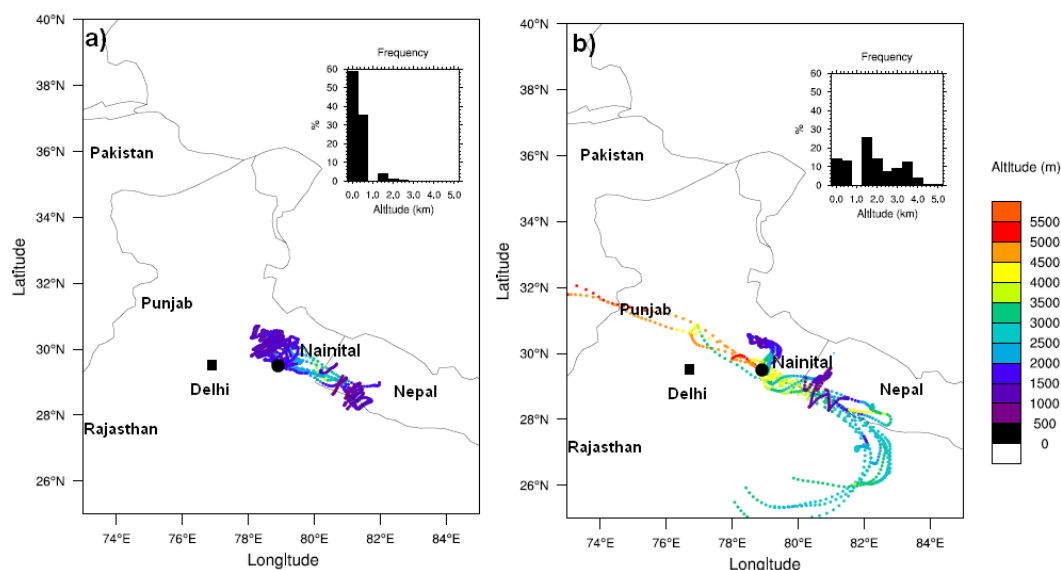 a)
Frequency
60
50
40
30
20
10
0
%
0.0 1.0 2.0 3.0 4.0 5.0
Altitude (km)
40°N
38°N
36°N
34°N
32°N
30°N
28°N
26°N
Latitude
Pakistan
Punjab
Nainital
Delhi
Nepal
Rajasthan
74°E 76°E 78°E 80°E 82°E 84°E
Longitude
b)
Frequency
60
50
40
30
20
10
0
%
0.0 1.0 2.0 3.0 4.0 5.0
Altitude (km)
40°N
38°N
36°N
34°N
32°N
30°N
28°N
26°N
Latitude
Pakistan
Punjab
Nainital
Delhi
Nepal
Rajasthan
74°E 76°E 78°E 80°E 82°E 84°E
Longitude
Altitude (m)
5500
5000
4500
4000
3500
3000
2500
2000
1500
1000
500
0